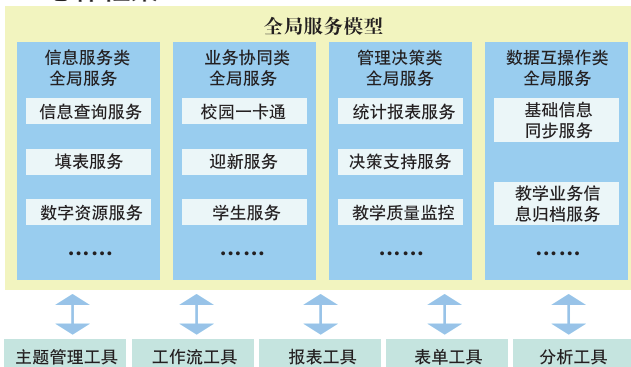 全局服务模型
信息服务类
全局服务
信息查询服务
填表服务
数字资源服务
……
业务协同类
全局服务
校园一卡通
迎新服务
学生服务
……
管理决策类
全局服务
统计报表服务
决策支持服务
教学质量监控
……
数据互操作类
全局服务
基础信息
同步服务
教学业务信
息归档服务
……
主题管理工具
工作流工具
报表工具
表单工具
分析工具